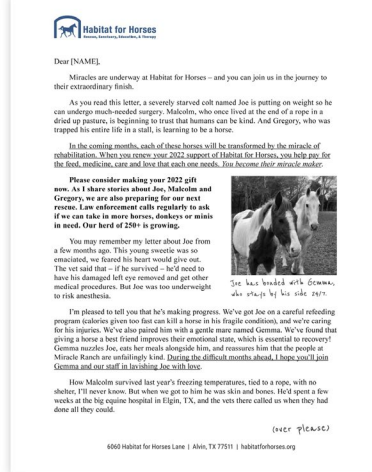 Habitat for Horses
Rescue, Sanctuary, Education, & Therapy
Dear [NAME],
Miracles are underway at Habitat for Horses – and you can join us in the journey to
their extraordinary finish.
As you read this letter, a severely starved colt named Joe is putting on weight so he
can undergo much-needed surgery. Malcolm, who once lived at the end of a rope in a
dried up pasture, is beginning to trust that humans can be kind. And Gregory, who was
trapped his entire life in a stall, is learning to be a horse.
In the coming months, each of these horses will be transformed by the miracle of
rehabilitation. When you renew your 2022 support of Habitat for Horses, you help pay for
the feed, medicine, care and love that each one needs. You become their miracle maker.
Please consider making your 2022 gift
now. As I share stories about Joe, Malcolm and
Gregory, we are also preparing for our next
rescue. Law enforcement calls regularly to ask
if we can take in more horses, donkeys or minis
in need. Our herd of 250+ is growing.
You may remember my letter about Joe from
a few months ago. This young sweetie was so
emaciated, we feared his heart would give out.
The vet said that – if he survived – he'd need to
have his damaged left eye removed and get other
medical procedures. But Joe was too underweight
to risk anesthesia.
Joe has bonded with Gemma,
who stays by his side 24/7.
I'm pleased to tell you that he's making progress. We've got Joe on a careful refeeding
program (calories given too fast can kill a horse in his fragile condition), and we're caring
for his injuries. We've also paired him with a gentle mare named Gemma. We've found that
giving a horse a best friend improves their emotional state, which is essential to recovery!
Gemma nuzzles Joe, eats her meals alongside him, and reassures him that the people at
Miracle Ranch are unfailingly kind. During the difficult months ahead, I hope you'll join
Gemma and our staff in lavishing Joe with love.
How Malcolm survived last year's freezing temperatures, tied to a rope, with no
shelter, I'll never know. But when we got to him he was skin and bones. He'd spent a few
weeks at the big equine hospital in Elgin, TX, and the vets there called us when they had
done all they could.
(over please)
6060 Habitat for Horses Lane | Alvin, TX 77511 | habitatforhorses.org